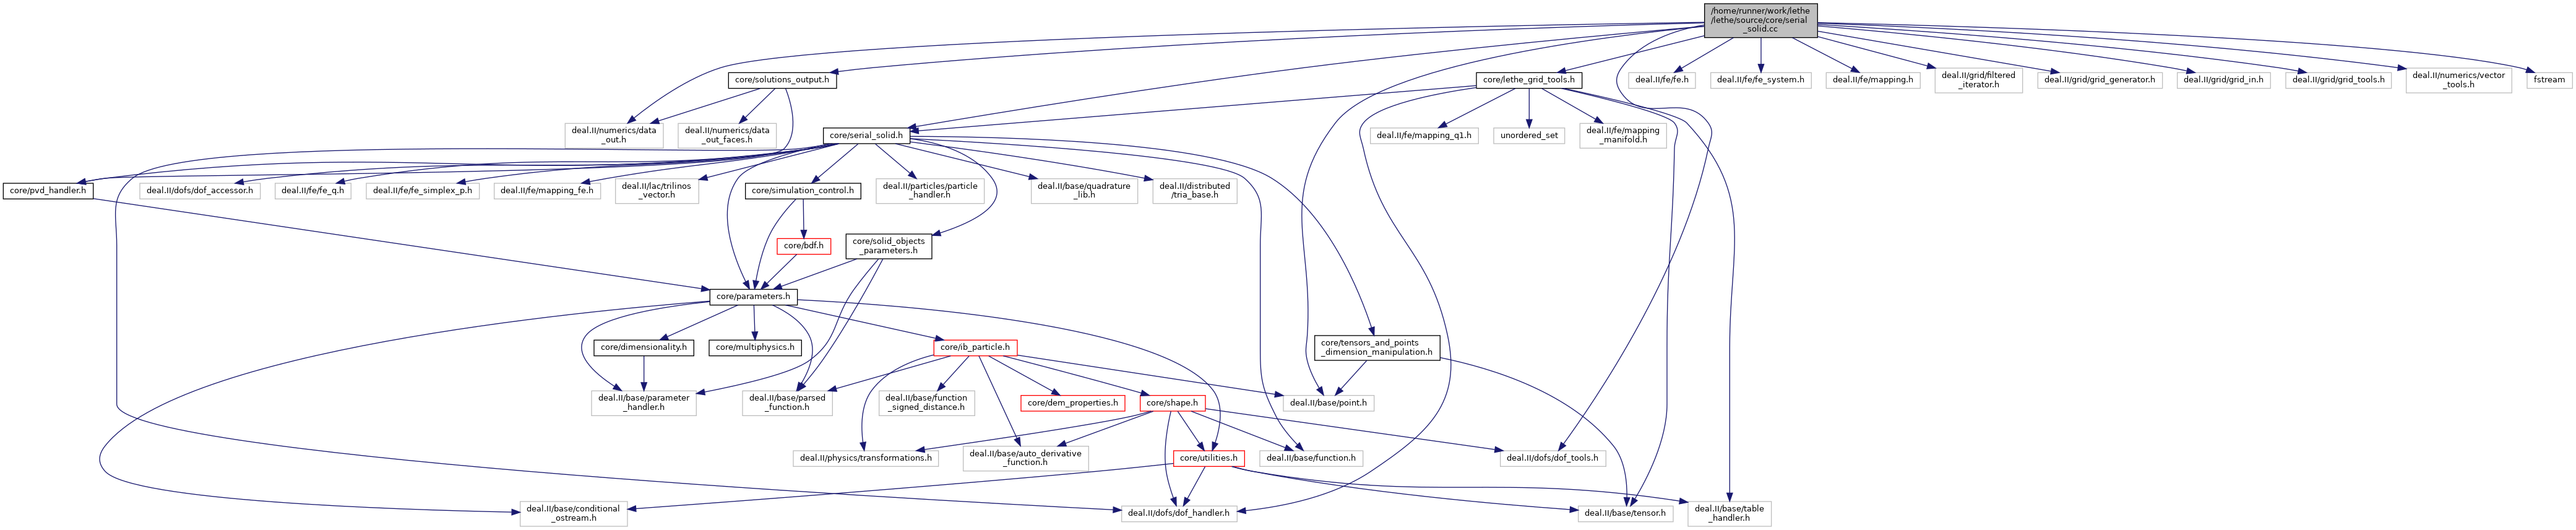 /home/runner/work/lethe
/lethe/source/core/serial
_solid.cc
core/solutions_output.h
core/lethe_grid_tools.h
deal.II/fe/fe.h
deal.II/fe/fe_system.h
deal.II/fe/mapping.h
deal.II/grid/filtered
_iterator.h
deal.II/grid/grid_generator.h
deal.II/grid/grid_in.h
deal.II/grid/grid_tools.h
deal.II/numerics/vector
_tools.h
fstream
deal.II/numerics/data
_out.h
deal.II/numerics/data
_out_faces.h
core/serial_solid.h
deal.II/fe/mapping_q1.h
unordered_set
deal.II/fe/mapping
_manifold.h
core/pvd_handler.h
deal.II/dofs/dof_accessor.h
deal.II/fe/fe_q.h
deal.II/fe/fe_simplex_p.h
deal.II/fe/mapping_fe.h
deal.II/lac/trilinos
_vector.h
core/simulation_control.h
deal.II/particles/particle
_handler.h
deal.II/base/quadrature
_lib.h
deal.II/distributed
/tria_base.h
core/bdf.h
core/solid_objects
_parameters.h
core/parameters.h
core/dimensionality.h
core/multiphysics.h
core/ib_particle.h
core/tensors_and_points
_dimension_manipulation.h
deal.II/base/parameter
_handler.h
deal.II/base/parsed
_function.h
deal.II/base/function
_signed_distance.h
core/dem_properties.h
core/shape.h
deal.II/base/point.h
deal.II/physics/transformations.h
deal.II/base/auto_derivative
_function.h
core/utilities.h
deal.II/base/function.h
deal.II/dofs/dof_tools.h
deal.II/base/conditional
_ostream.h
deal.II/dofs/dof_handler.h
deal.II/base/tensor.h
deal.II/base/table
_handler.h